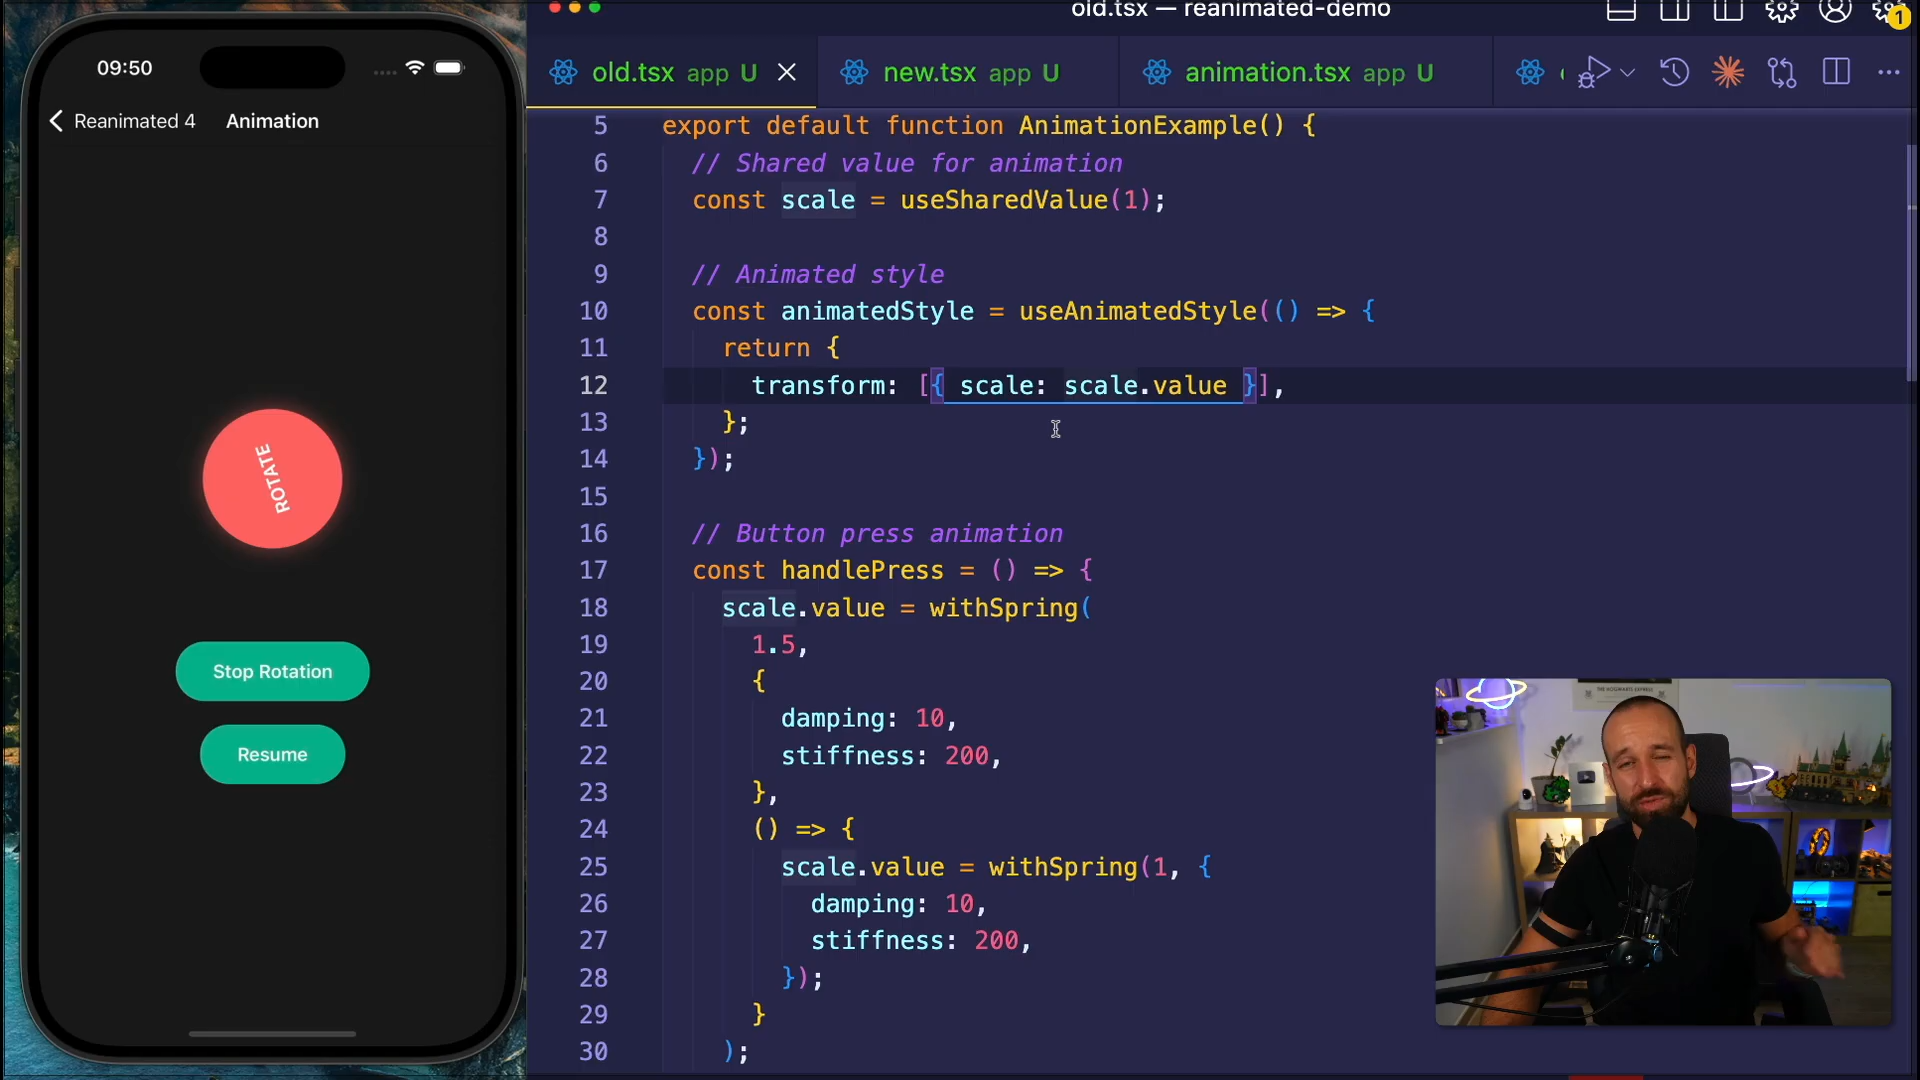 09:50
Reanimated 4
Animation
ROTATE
Stop Rotation
Resume
old.tsx — reanimated-demo
1
old.tsx app U
new.tsx app U
animation.tsx app U
5 export default function AnimationExample() {
6 // Shared value for animation
7 const scale = useSharedValue(1);
8
9 // Animated style
10 const animatedStyle = useAnimatedStyle(() => {
11 return {
12 transform: [{ scale: scale.value }],
13 };
14 });
15
16 // Button press animation
17 const handlePress = () => {
18 scale.value = withSpring(
19 1.5,
20 {
21 damping: 10,
22 stiffness: 200,
23 },
24 () => {
25 scale.value = withSpring(1, {
26 damping: 10,
27 stiffness: 200,
28 });
29 }
30 );
THE HOGWARTS EXPRESS